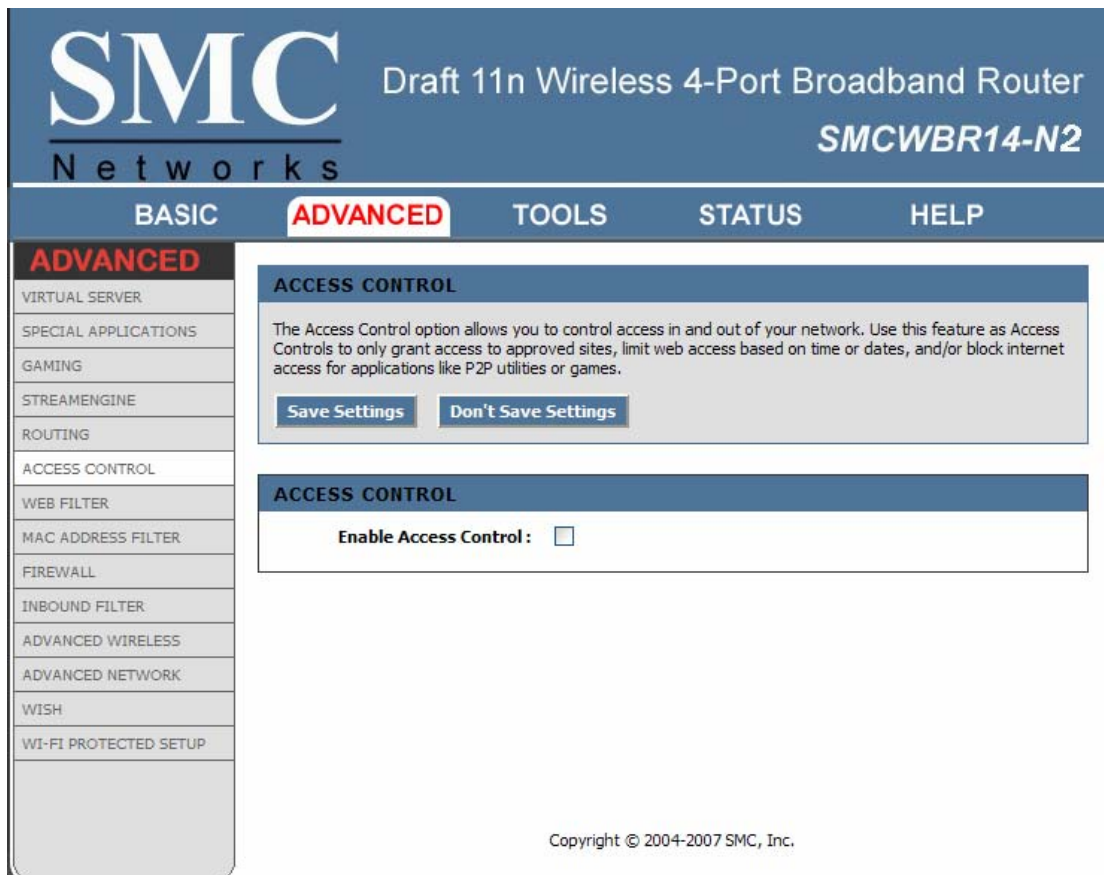 SMC
Networks
Draft 11n Wireless 4-Port Broadband Router
SMCWBR14-N2
BASIC
ADVANCED
TOOLS
STATUS
HELP
ADVANCED
VIRTUAL SERVER
SPECIAL APPLICATIONS
GAMING
STREAMENGINE
ROUTING
ACCESS CONTROL
WEB FILTER
MAC ADDRESS FILTER
FIREWALL
INBOUND FILTER
ADVANCED WIRELESS
ADVANCED NETWORK
WISH
WI-FI PROTECTED SETUP
ACCESS CONTROL
The Access Control option allows you to control access in and out of your network. Use this feature as Access
Controls to only grant access to approved sites, limit web access based on time or dates, and/or block internet
access for applications like P2P utilities or games.
Save Settings
Don't Save Settings
ACCESS CONTROL
Enable Access Control :
Copyright © 2004-2007 SMC, Inc.